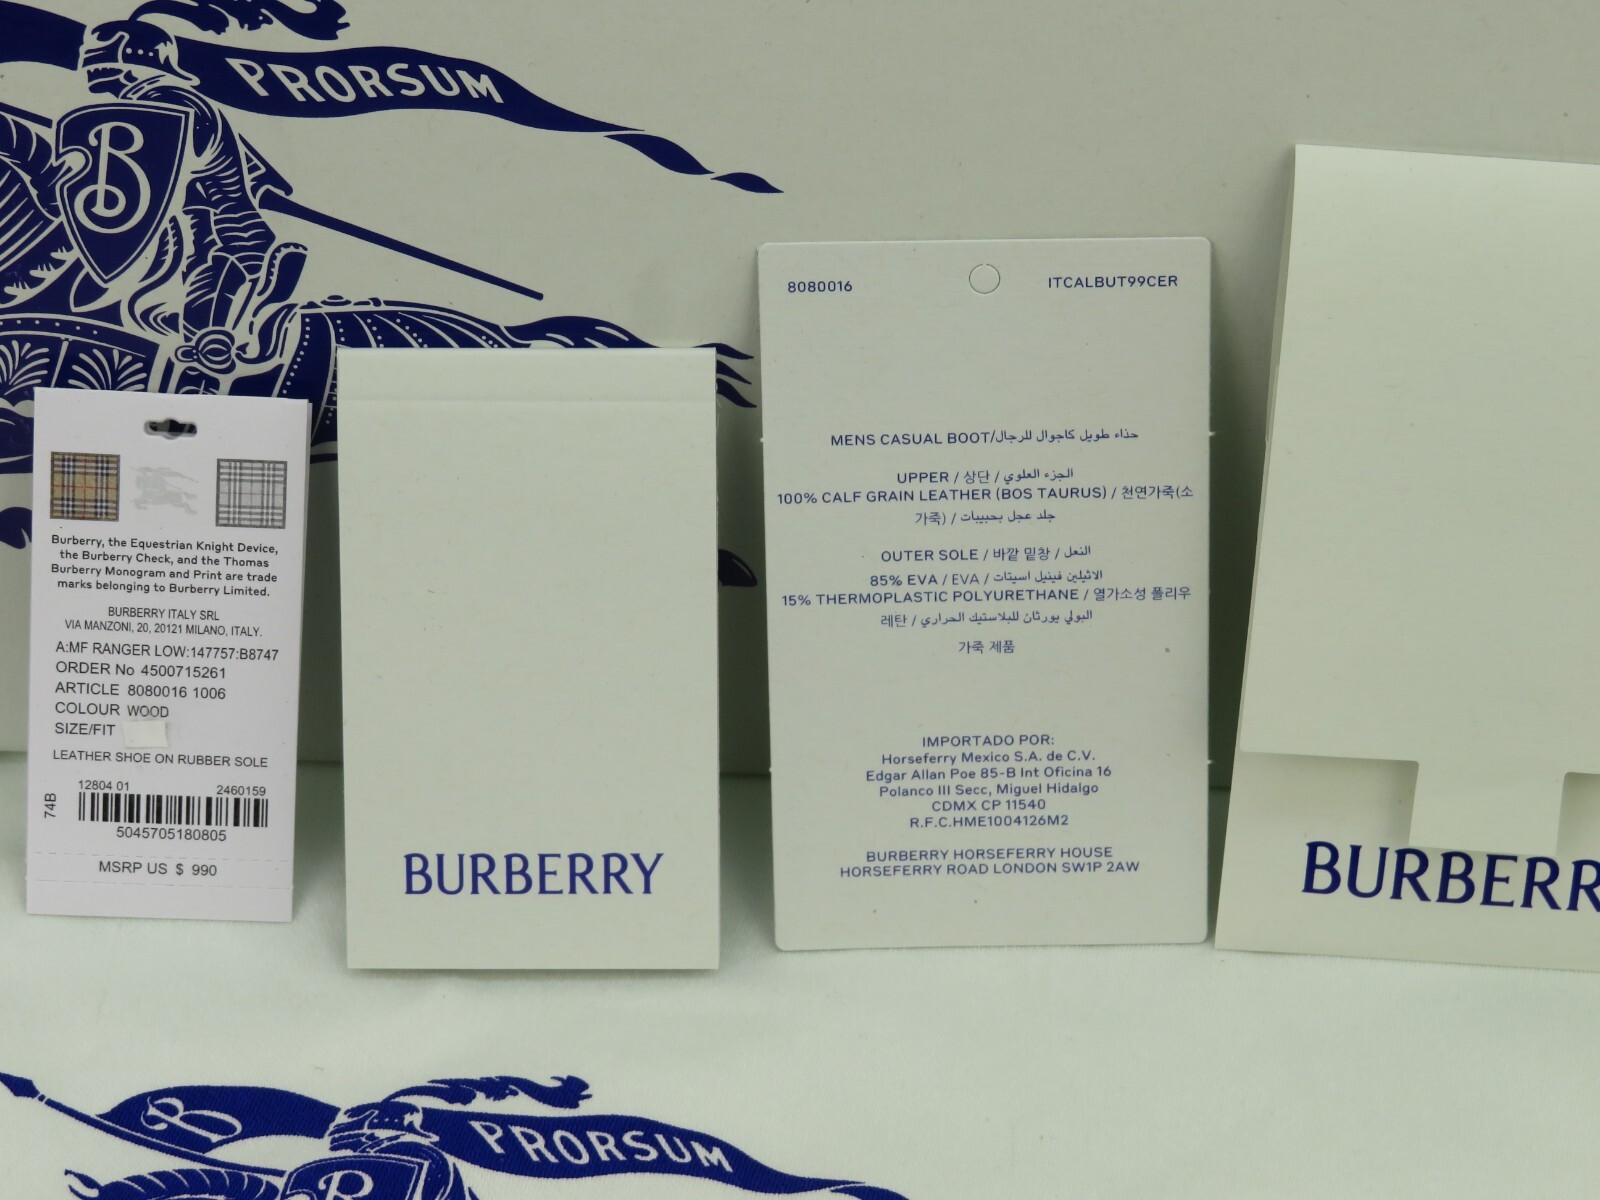 PRORSUM
B
Burberry, the Equestrian Knight Device,
the Burberry Check, and the Thomas
Burberry Monogram and Print are trade
marks belonging to Burberry Limited.
BURBERRY ITALY SRL
VIA MANZONI, 20, 20121 MILANO, ITALY.
A:MF RANGER LOW:147757:B8747
ORDER No 4500715261
ARTICLE 8080016 1006
COLOUR WOOD
SIZE/FIT
LEATHER SHOE ON RUBBER SOLE
74B
12804 01 2460159
5045705180805
MSRP US $ 990
BURBERRY
8080016 ITCALBUT99CER
MENS CASUAL BOOT/حذاء طويل كاجوال للرجال
UPPER / 상단 / الجزء العلوي
100% CALF GRAIN LEATHER (BOS TAURUS) / 천연가죽(소
가죽) / جلد عجل بحبيبات
OUTER SOLE / 바깥 밑창 / النعل
85% EVA / EVA / الاثيلين فينيل اسيتات
15% THERMOPLASTIC POLYURETHANE / 열가소성 폴리우
레탄 / البولي يورثان للبلاستيك الحراري
가죽 제품
IMPORTADO POR:
Horseferry Mexico S.A. de C.V.
Edgar Allan Poe 85-B Int Oficina 16
Polanco III Secc, Miguel Hidalgo
CDMX CP 11540
R.F.C.HME1004126M2
BURBERRY HORSEFERRY HOUSE
HORSEFERRY ROAD LONDON SW1P 2AW
BURBERR
B
PRORSUM
B